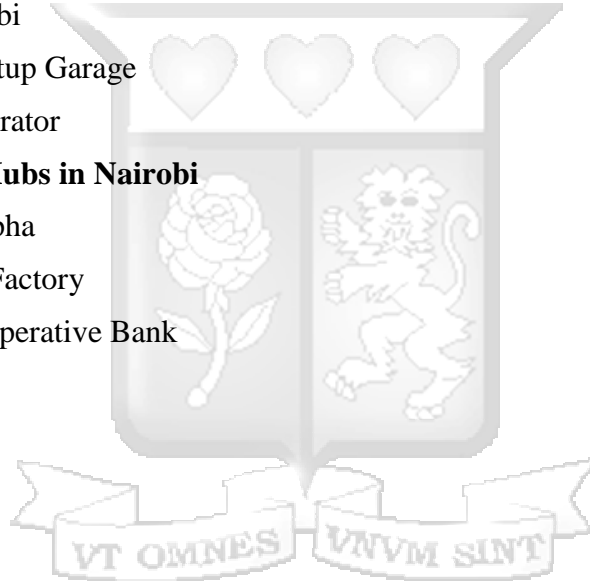 bi
tup Garage
rator
Hubs in Nairobi
pha
Factory
perative Bank
VT OMNES VNVM SINT